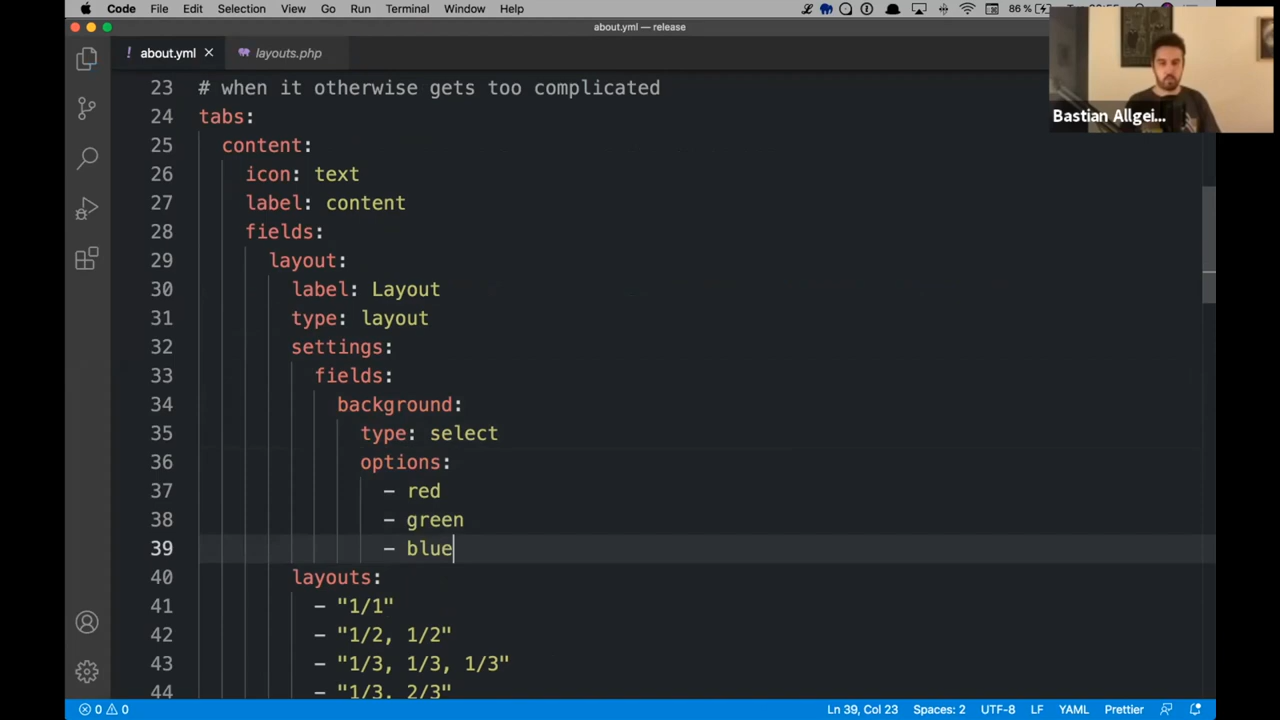 Code File Edit Selection View Go Run Terminal Window Help 86 %
about.yml — release
! about.yml × layouts.php
Bastian Allgei...
23 # when it otherwise gets too complicated
24 tabs:
25 content:
26 icon: text
27 label: content
28 fields:
29 layout:
30 label: Layout
31 type: layout
32 settings:
33 fields:
34 background:
35 type: select
36 options:
37 - red
38 - green
39 - blue
40 layouts:
41 - "1/1"
42 - "1/2, 1/2"
43 - "1/3, 1/3, 1/3"
44 - "1/3, 2/3"
0 0 Ln 39, Col 23 Spaces: 2 UTF-8 LF YAML Prettier